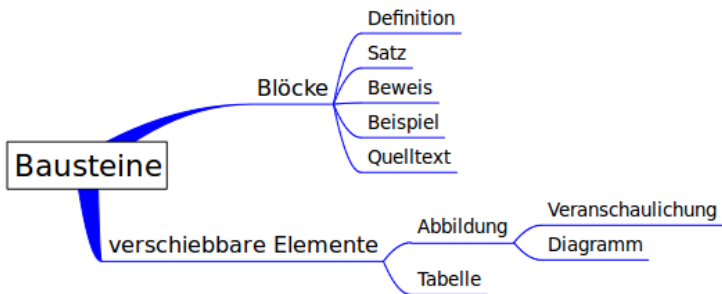 Definition
Satz
Blöcke
Beweis
Beispiel
Quelltext
Bausteine
Veranschaulichung
Abbildung
Diagramm
verschiebbare Elemente
Tabelle